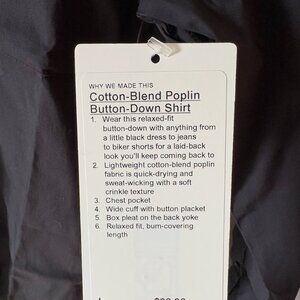 WHY WE MADE THIS
Cotton-Blend Poplin
Button-Down Shirt
1. Wear this relaxed-fit
button-down with anything from
a little black dress to jeans
to biker shorts for a laid-back
look you'll keep coming back to
2. Lightweight cotton-blend poplin
fabric is quick-drying and
sweat-wicking with a soft
crinkle texture
3. Chest pocket
4. Wide cuff with button placket
5. Box pleat on the back yoke
6. Relaxed fit, bum-covering
length